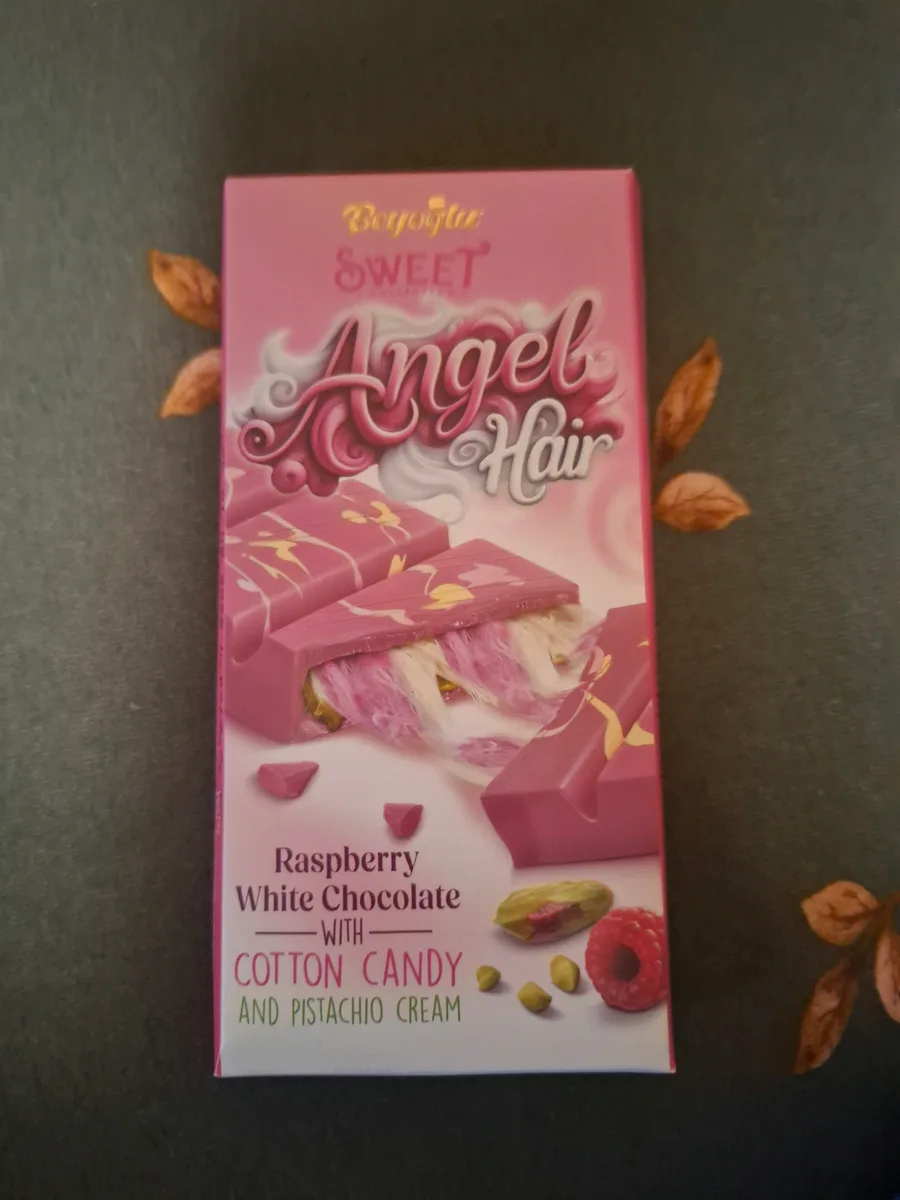 Beyoğlu
SWEET
Angel
Hair
Raspberry
White Chocolate
WITH
COTTON CANDY
AND PISTACHIO CREAM